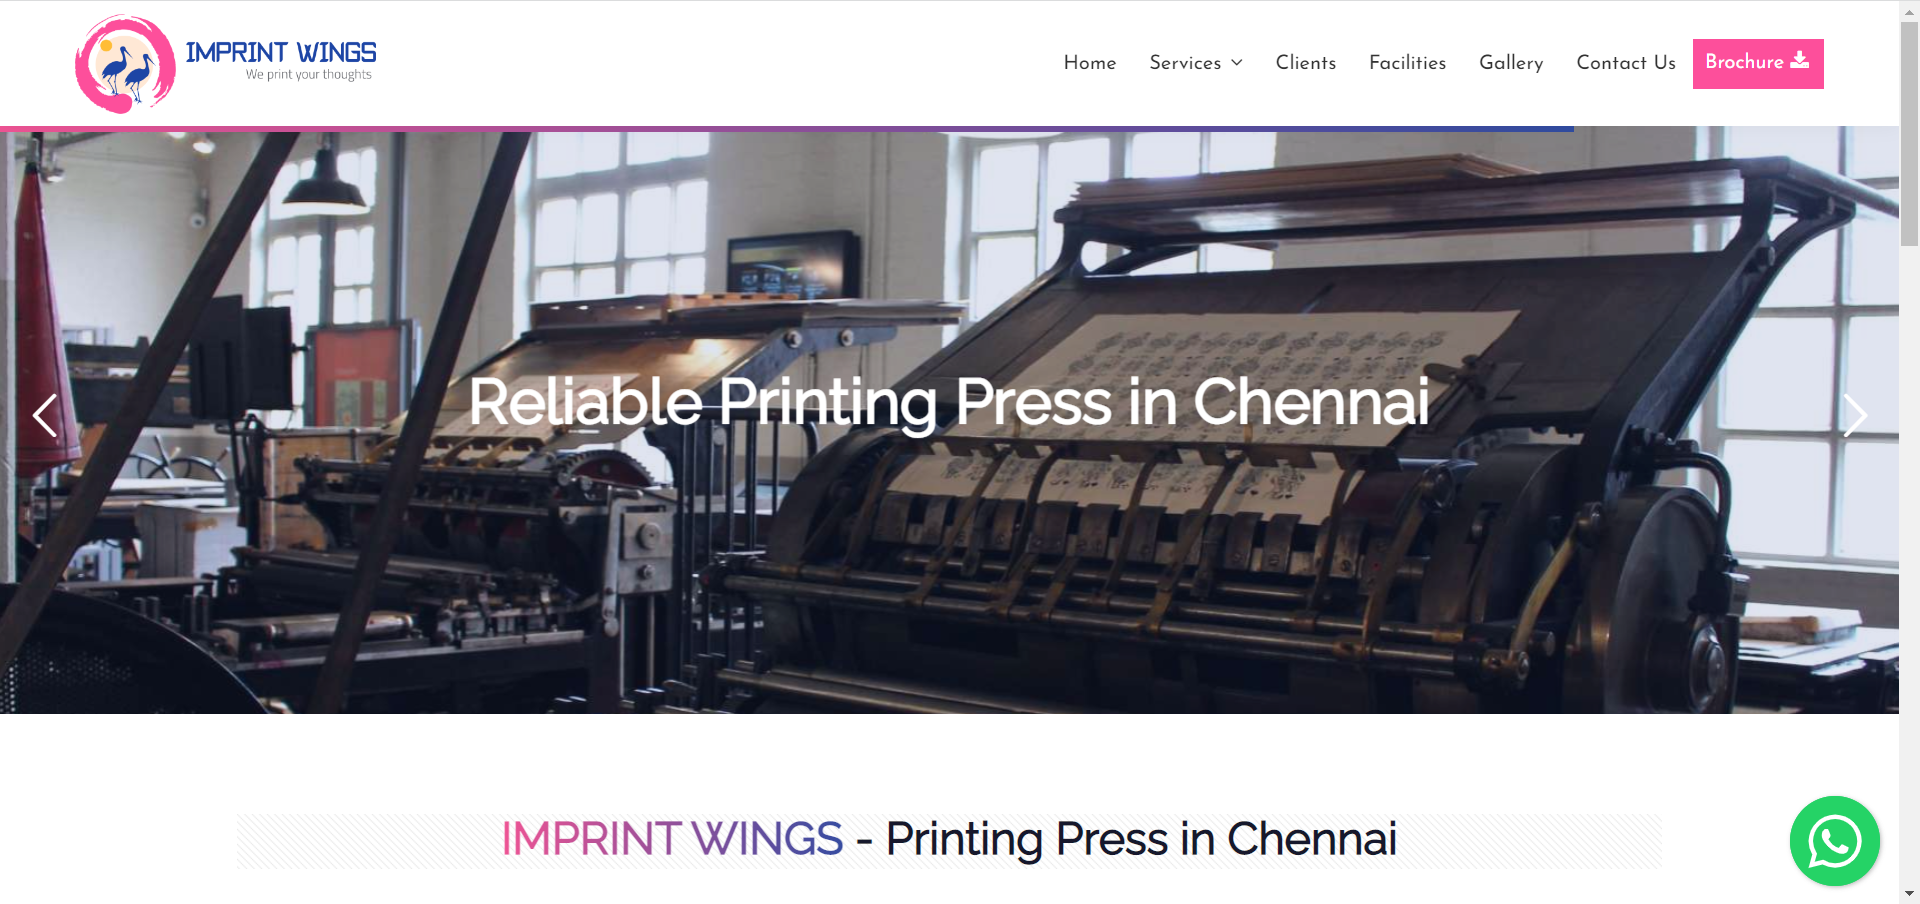 IMPRINT WINGS
We print your thoughts
Home
Services
Clients
Facilities
Gallery
Contact Us
Brochure
Reliable Printing Press in Chennai
IMPRINT WINGS - Printing Press in Chennai